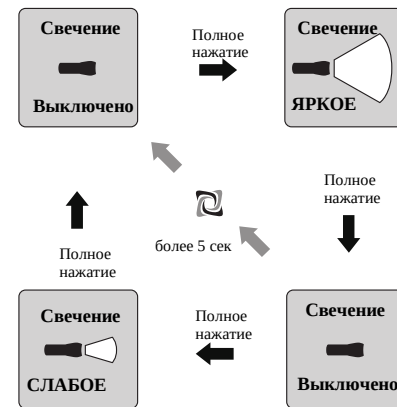 Свечение
Выключено
Полное
нажатие
Свечение
ЯРКОЕ
Полное
нажатие
более 5 сек
Полное
нажатие
Свечение
СЛАБОЕ
Полное
нажатие
Свечение
Выключено